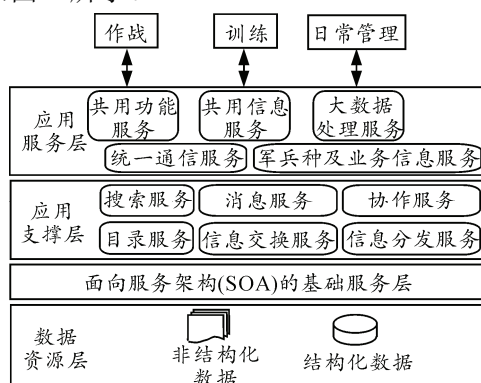 作战 训练 日常管理
应用
服务层
共用功能
服务
共用信息
服务
大数据
处理服务
统一通信服务 军兵种及业务信息服务
应用
支撑层
搜索服务 消息服务 协作服务
目录服务 信息交换服务 信息分发服务
面向服务架构(SOA)的基础服务层
数据
资源层
非结构化
数据
结构化数据